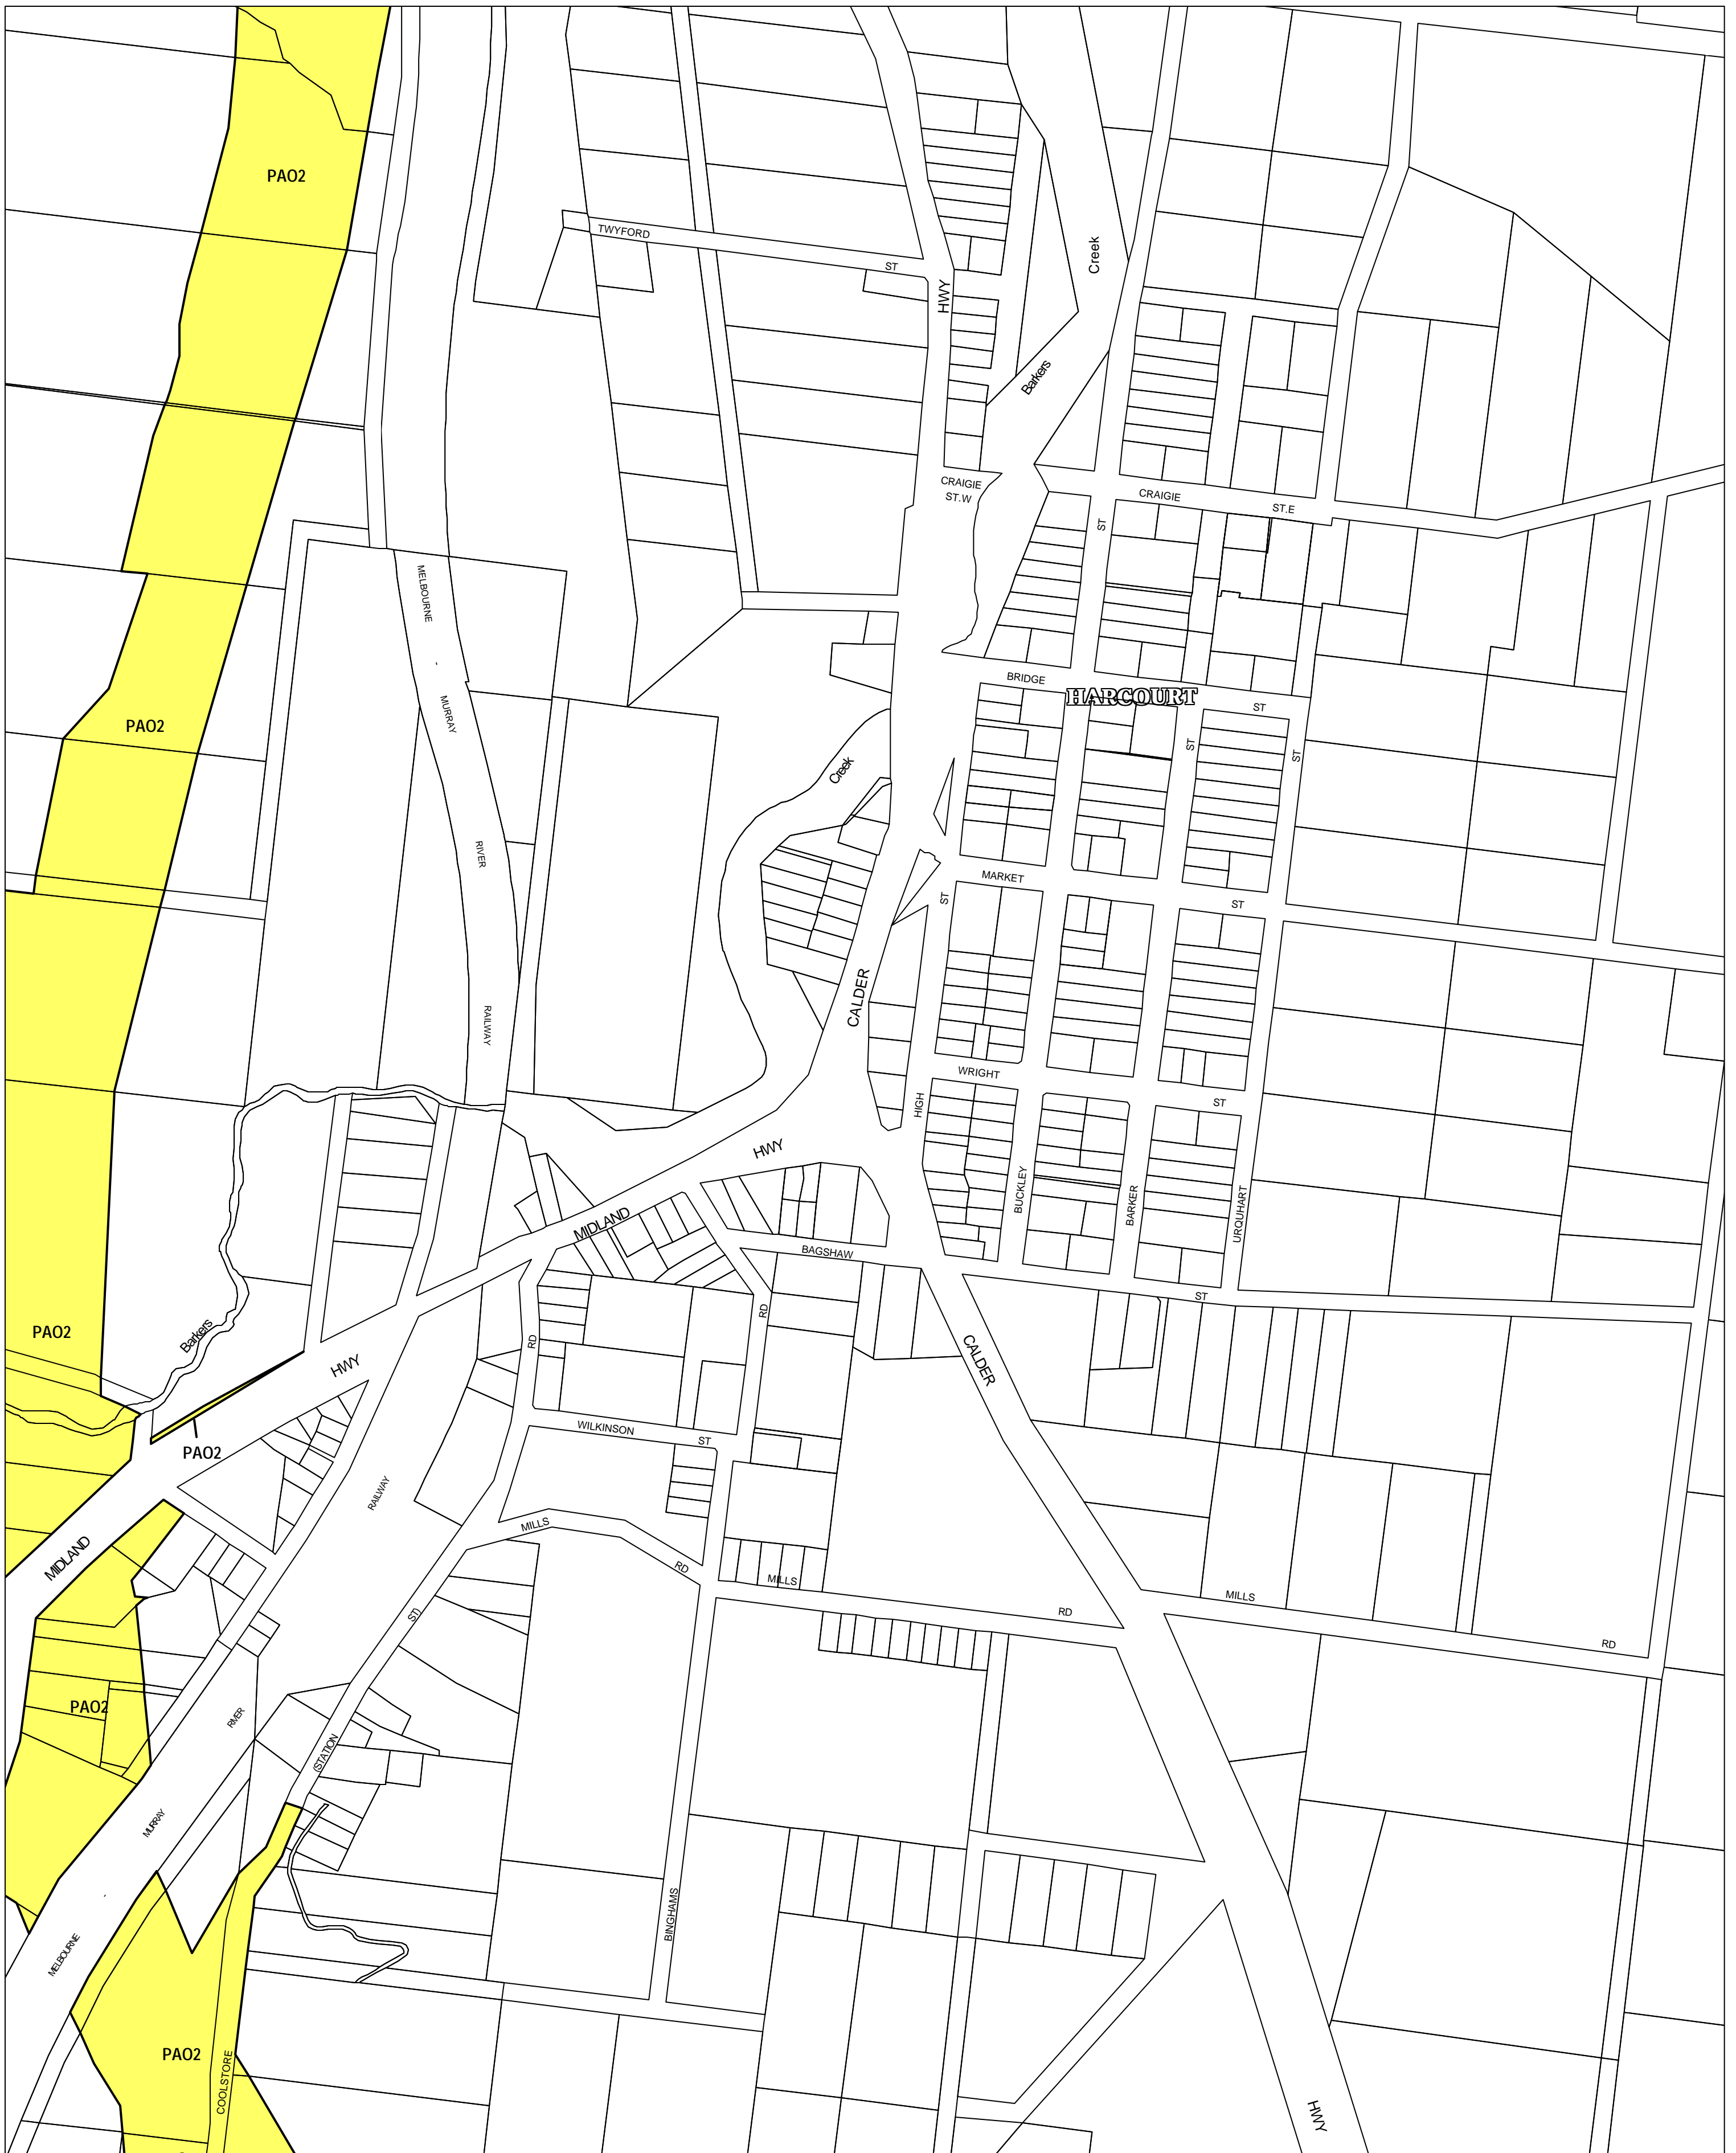 PAO2
TWYFORD
ST
HWY
Creek
Barkers
CRAIGIE
ST.W
CRAIGIE
ST.E
ST
MELBOURNE
-
MURRAY
RIVER
RAILWAY
BRIDGE
HARCOURT
ST
PAO2
Creek
ST
ST
MARKET
ST
ST
CALDER
WRIGHT
ST
HIGH
HWY
BUCKLEY
BARKER
URQUHART
MIDLAND
BAGSHAW
ST
PAO2
Barkers
HWY
RD
RD
CALDER
WILKINSON
ST
PAO2
RAILWAY
MILLS
RD
MILLS
RD
MILLS
RD
MIDLAND
ST)
PAO2
RIVER
(STATION
MURRAY
-
MELBOURNE
BINGHAMS
PAO2
COOLSTORE
HWY